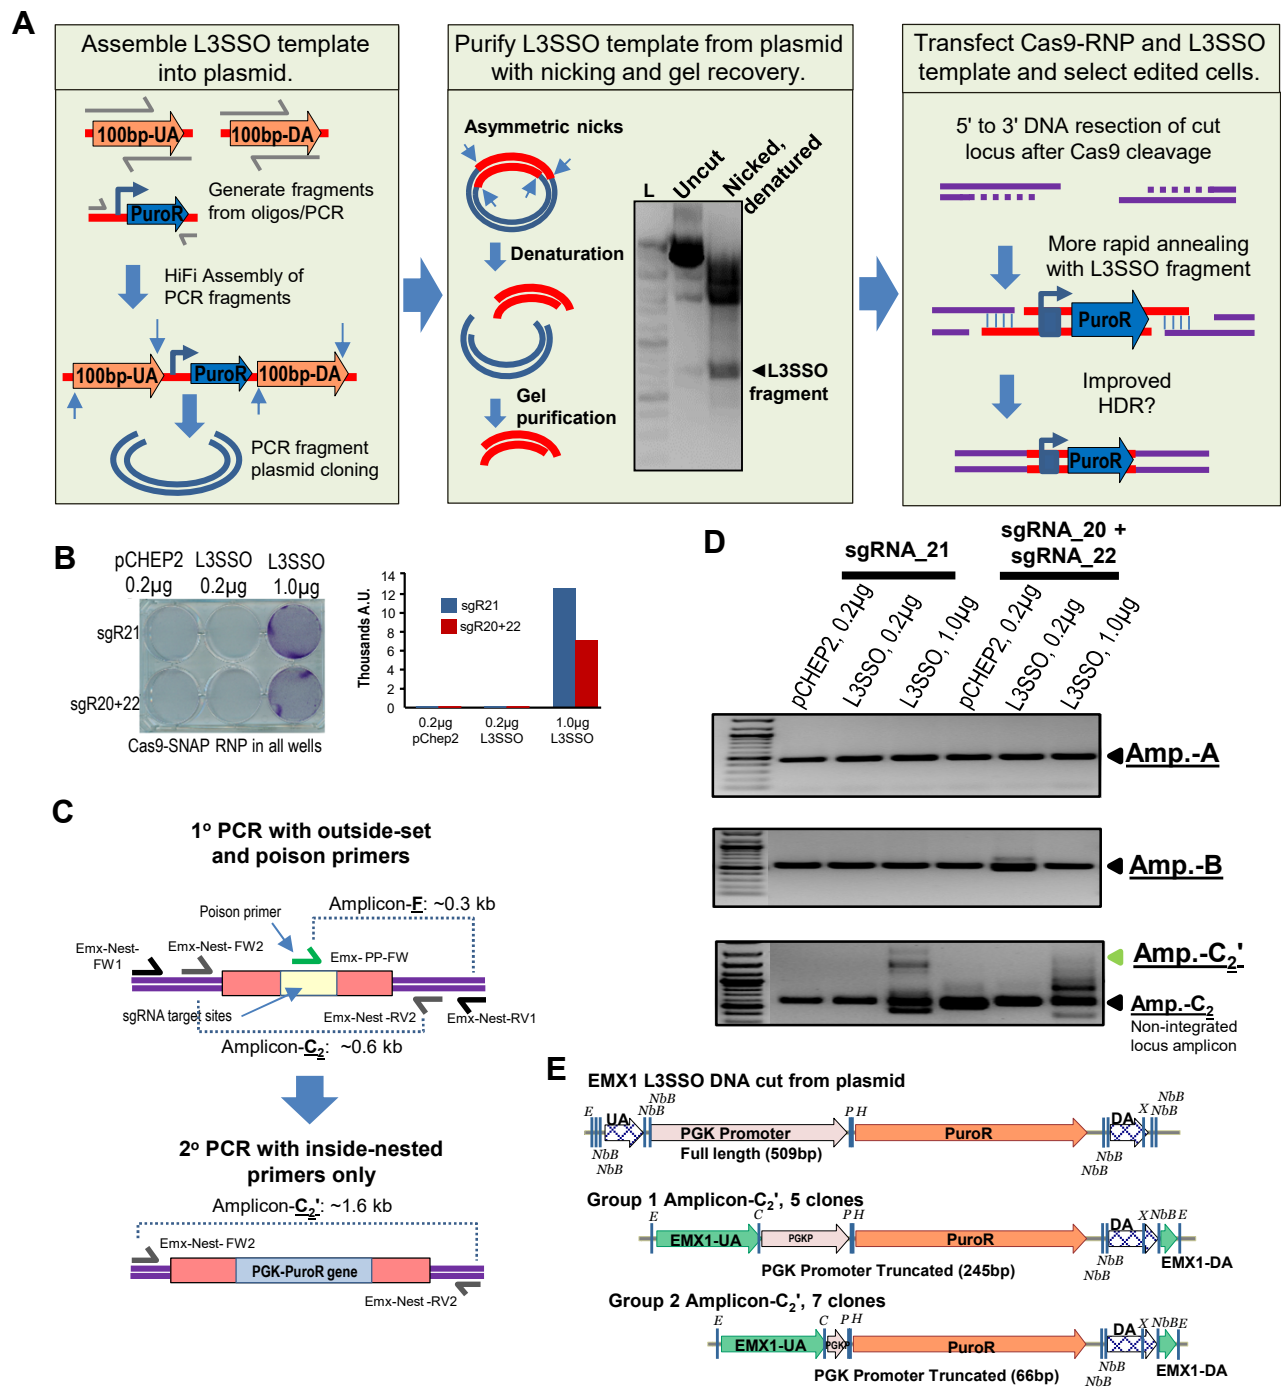 A
Assemble L3SSO template
into plasmid.
100bp-UA
100bp-DA
PuroR
Generate fragments
from oligos/PCR
HiFi Assembly of
PCR fragments
100bp-UA
PuroR
100bp-DA
PCR fragment
plasmid cloning
Purify L3SSO template from plasmid
with nicking and gel recovery.
Asymmetric nicks
Denaturation
Gel
purification
L
Uncut
Nicked,
denatured
L3SSO
fragment
Transfect Cas9-RNP and L3SSO
template and select edited cells.
5' to 3' DNA resection of cut
locus after Cas9 cleavage
More rapid annealing
with L3SSO fragment
PuroR
Improved
HDR?
PuroR
B
pCHEP2
0.2µg
L3SSO
0.2µg
L3SSO
1.0µg
sgR21
sgR20+22
Cas9-SNAP RNP in all wells
Thousands A.U.
14
12
10
8
6
4
2
0
sgR21
sgR20+22
0.2µg
pChep2
0.2µg
L3SSO
1.0µg
L3SSO
C
1º PCR with outside-set
and poison primers
Amplicon-F: ~0.3 kb
Poison primer
Emx-Nest-
FW1
Emx-Nest- FW2
Emx- PP-FW
sgRNA target sites
Emx-Nest -RV2
Emx-Nest-RV1
Amplicon-C2: ~0.6 kb
2º PCR with inside-nested
primers only
Amplicon-C2': ~1.6 kb
Emx-Nest- FW2
PGK-PuroR gene
Emx-Nest -RV2
D
sgRNA_21
sgRNA_20 +
sgRNA_22
pCHEP2, 0.2µg
L3SSO, 0.2µg
L3SSO, 1.0µg
pCHEP2, 0.2µg
L3SSO, 0.2µg
L3SSO, 1.0µg
Amp.-A
Amp.-B
Amp.-C2'
Amp.-C2
Non-integrated
locus amplicon
E
EMX1 L3SSO DNA cut from plasmid
E
UA
NbB
NbB
NbB
NbB
PGK Promoter
Full length (509bp)
P H
PuroR
NbB
NbB
DA
X
NbB
NbB
Group 1 Amplicon-C2', 5 clones
E
EMX1-UA
C
PGKP
P H
PuroR
NbB
NbB
DA
X NbB E
EMX1-DA
PGK Promoter Truncated (245bp)
Group 2 Amplicon-C2', 7 clones
E
EMX1-UA
C
PGKP
P H
PuroR
NbB
NbB
DA
X NbB E
EMX1-DA
PGK Promoter Truncated (66bp)